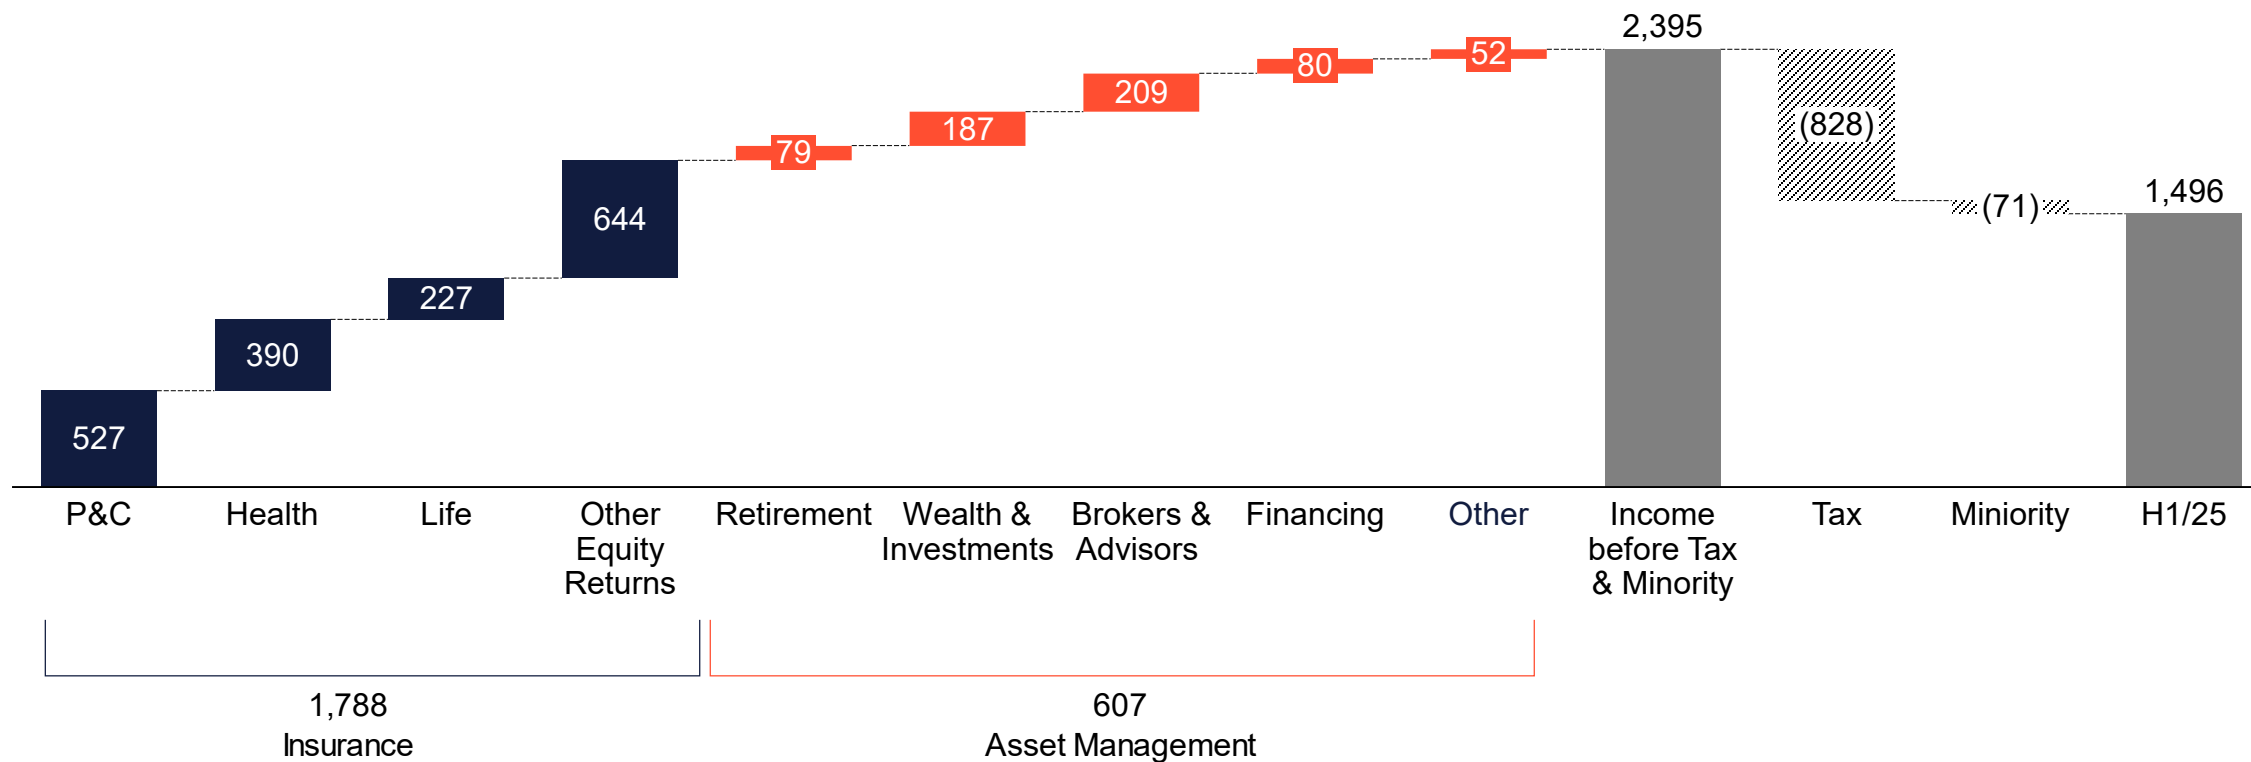 2,395
52
80
209
187
79
(828)
644
(71)
1,496
227
390
527
P&C
Health
Life
Other
Equity
Returns
Retirement
Wealth &
Investments
Brokers &
Advisors
Financing
Other
Income
before Tax
& Minority
Tax
Miniority
H1/25
1,788
Insurance
607
Asset Management